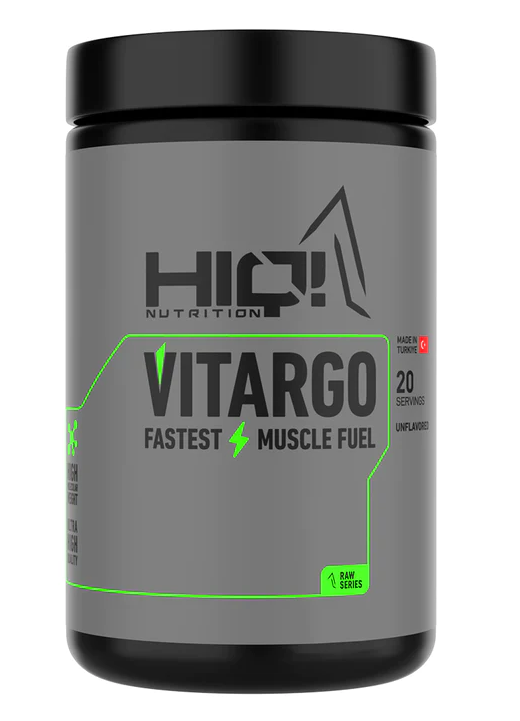 HIQ!
NUTRITION
VITARGO
FASTEST MUSCLE FUEL
MADE IN
TURKIYE
20
SERVINGS
UNFLAVORED
RAW
SERIES